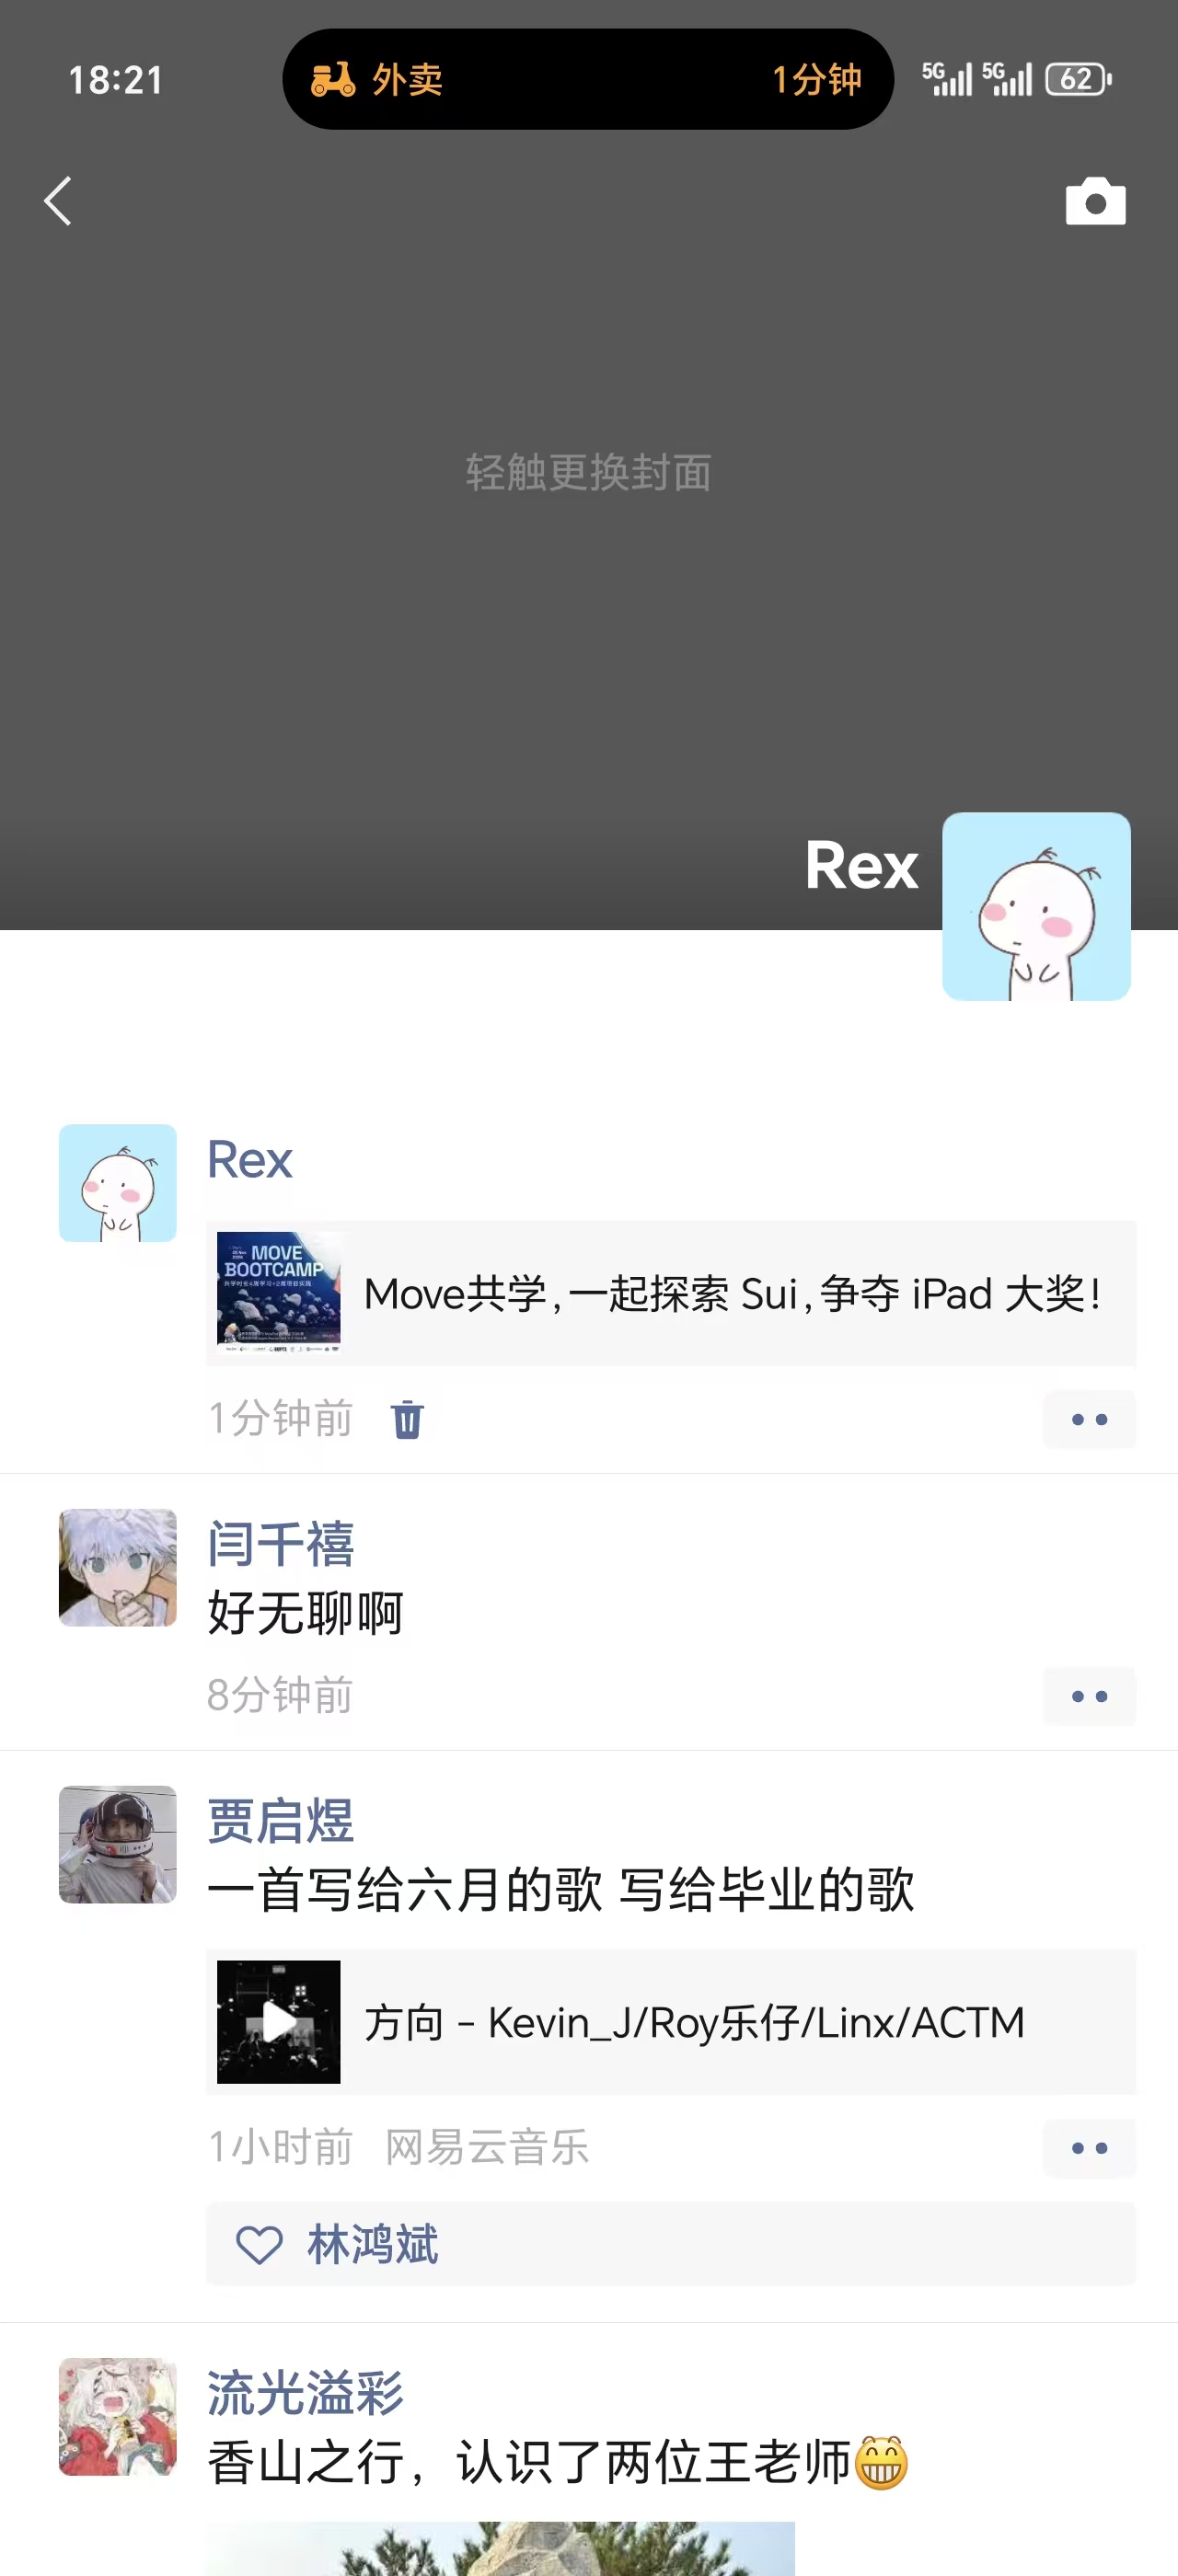 18:21
外卖
1分钟
5G
5G
62
轻触更换封面
Rex
Rex
MOVE
BOOTCAMP
Move共学,一起探索 Sui,争夺 iPad 大奖!
1分钟前
闫千禧
好无聊啊
8分钟前
贾启煜
一首写给六月的歌 写给毕业的歌
方向 - Kevin_J/Roy乐仔/Linx/ACTM
1小时前 网易云音乐
林鸿斌
流光溢彩
香山之行，认识了两位王老师😁